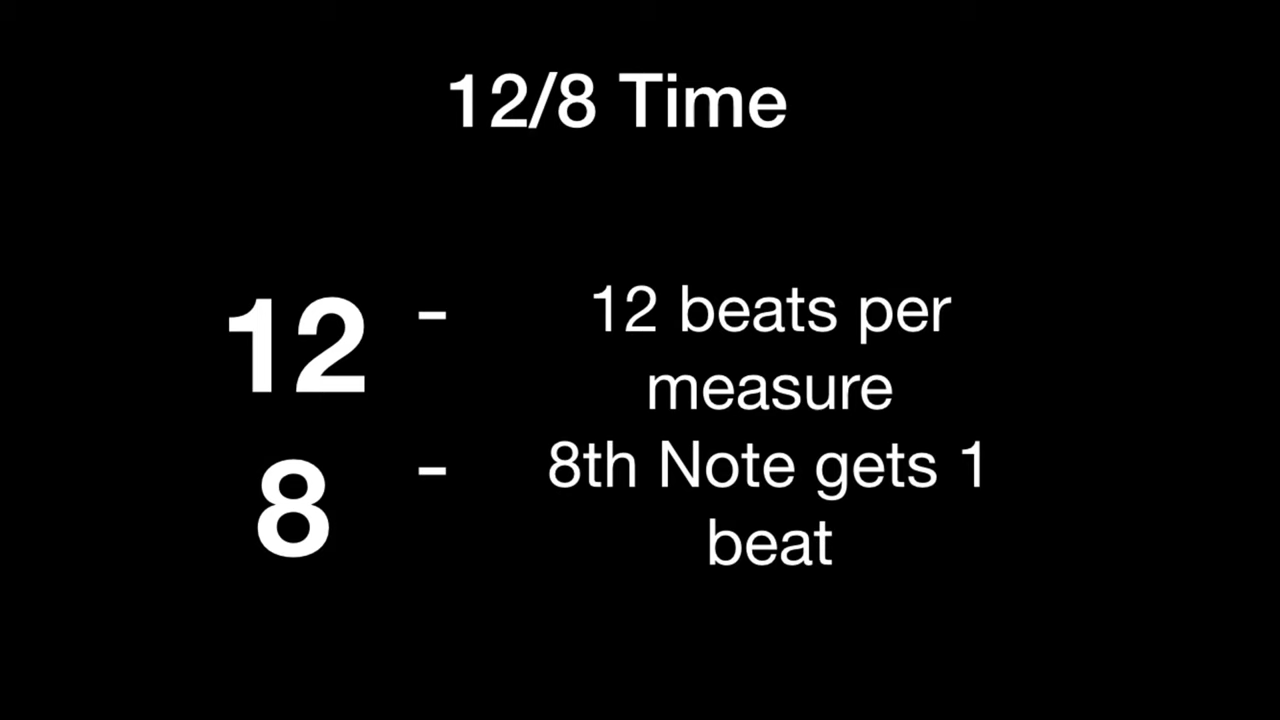 12/8 Time
12 - 12 beats per
measure
8 - 8th Note gets 1
beat